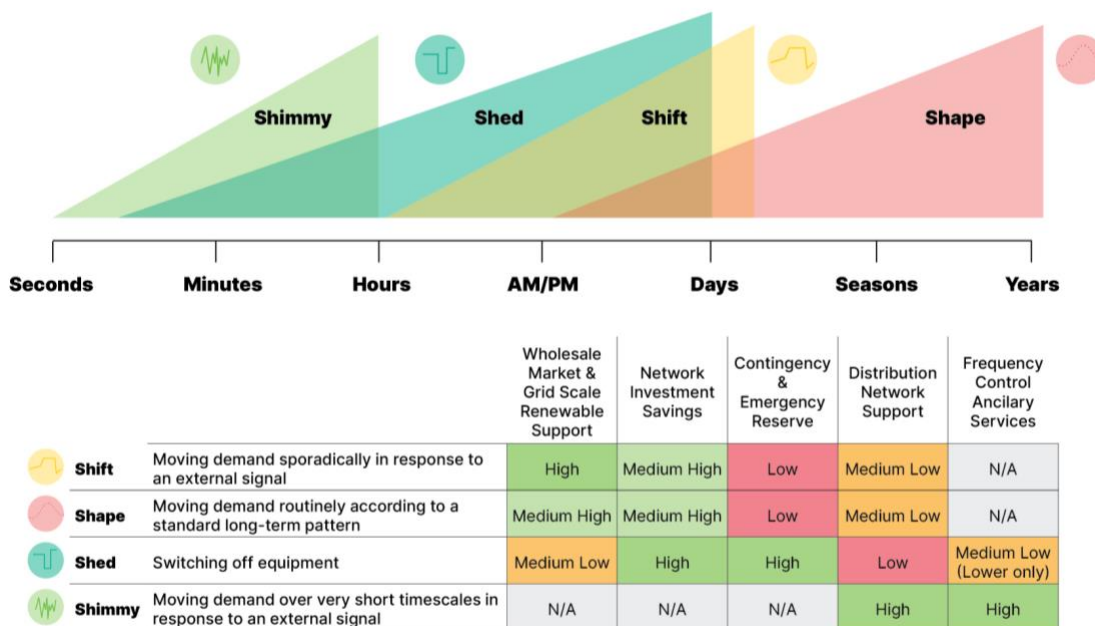 Shimmy
Shed
Shift
Shape
Seconds
Minutes
Hours
AM/PM
Days
Seasons
Years
Wholesale
Market &
Grid Scale
Renewable
Support
Network
Investment
Savings
Contingency
&
Emergency
Reserve
Distribution
Network
Support
Frequency
Control
Ancilary
Services
Shift
Moving demand sporadically in response to
an external signal
High
Medium High
Low
Medium Low
N/A
Shape
Moving demand routinely according to a
standard long-term pattern
Medium High
Medium High
Low
Medium Low
N/A
Shed
Switching off equipment
Medium Low
High
High
Low
Medium Low
(Lower only)
Shimmy
Moving demand over very short timescales in
response to an external signal
N/A
N/A
N/A
High
High